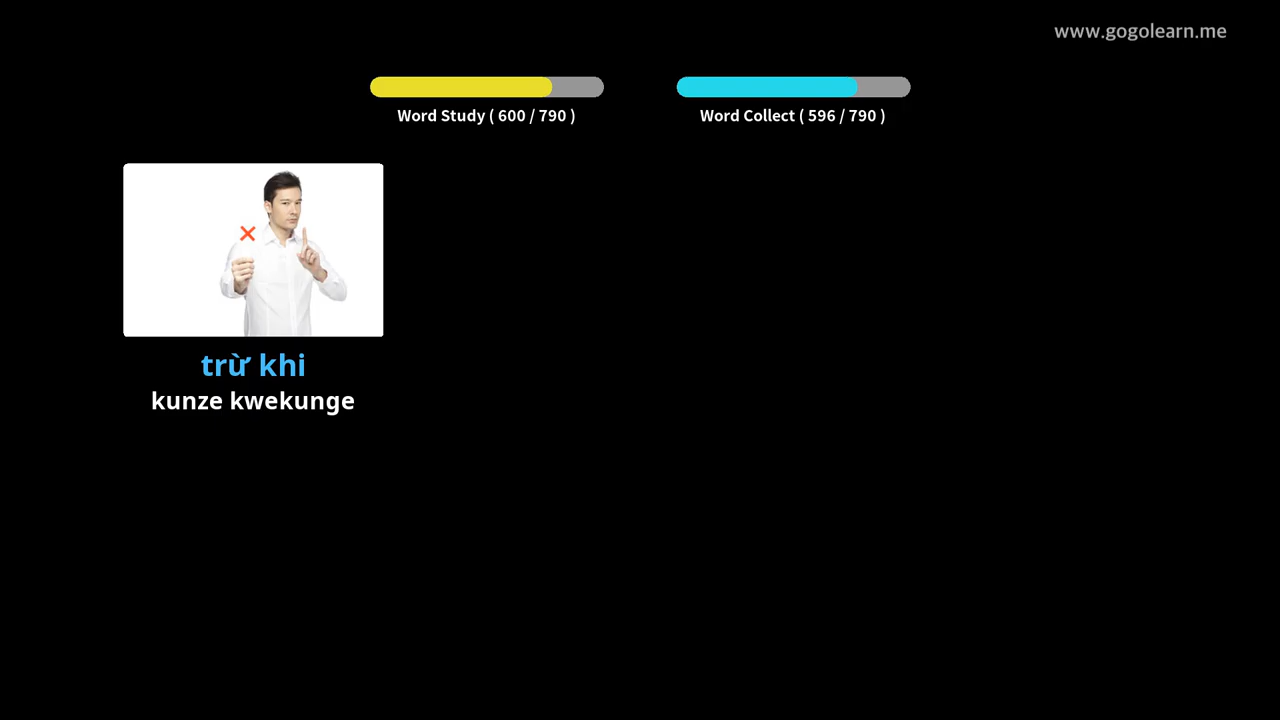 www.gogolearn.me
Word Study ( 600 / 790 )
Word Collect ( 596 / 790 )
trừ khi
kunze kwekunge